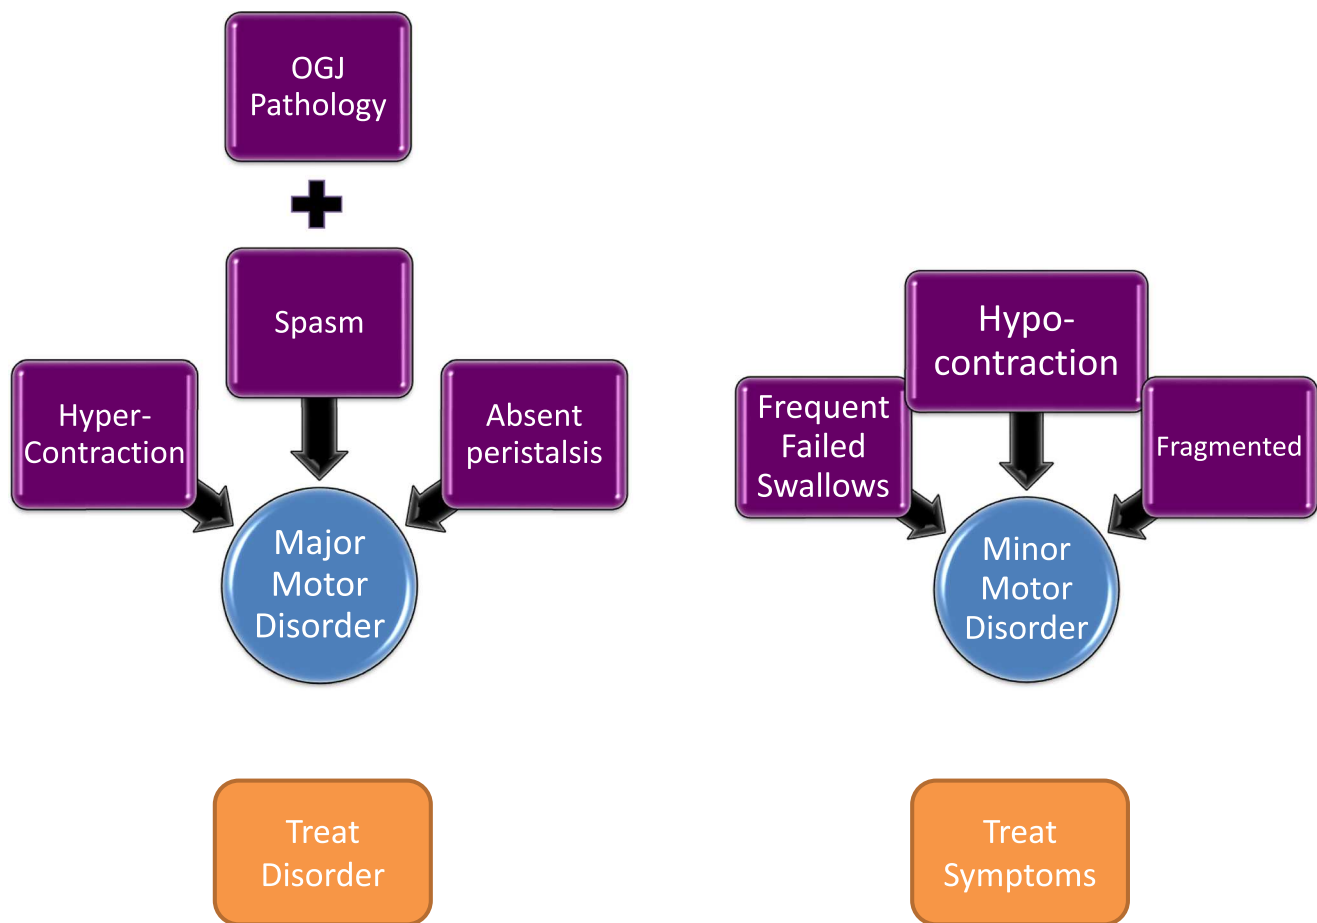 OGJ
Pathology
Spasm
Hyper-
Contraction
Absent
peristalsis
Major
Motor
Disorder
Treat
Disorder
Hypo-
contraction
Frequent
Failed
Swallows
Fragmented
Minor
Motor
Disorder
Treat
Symptoms